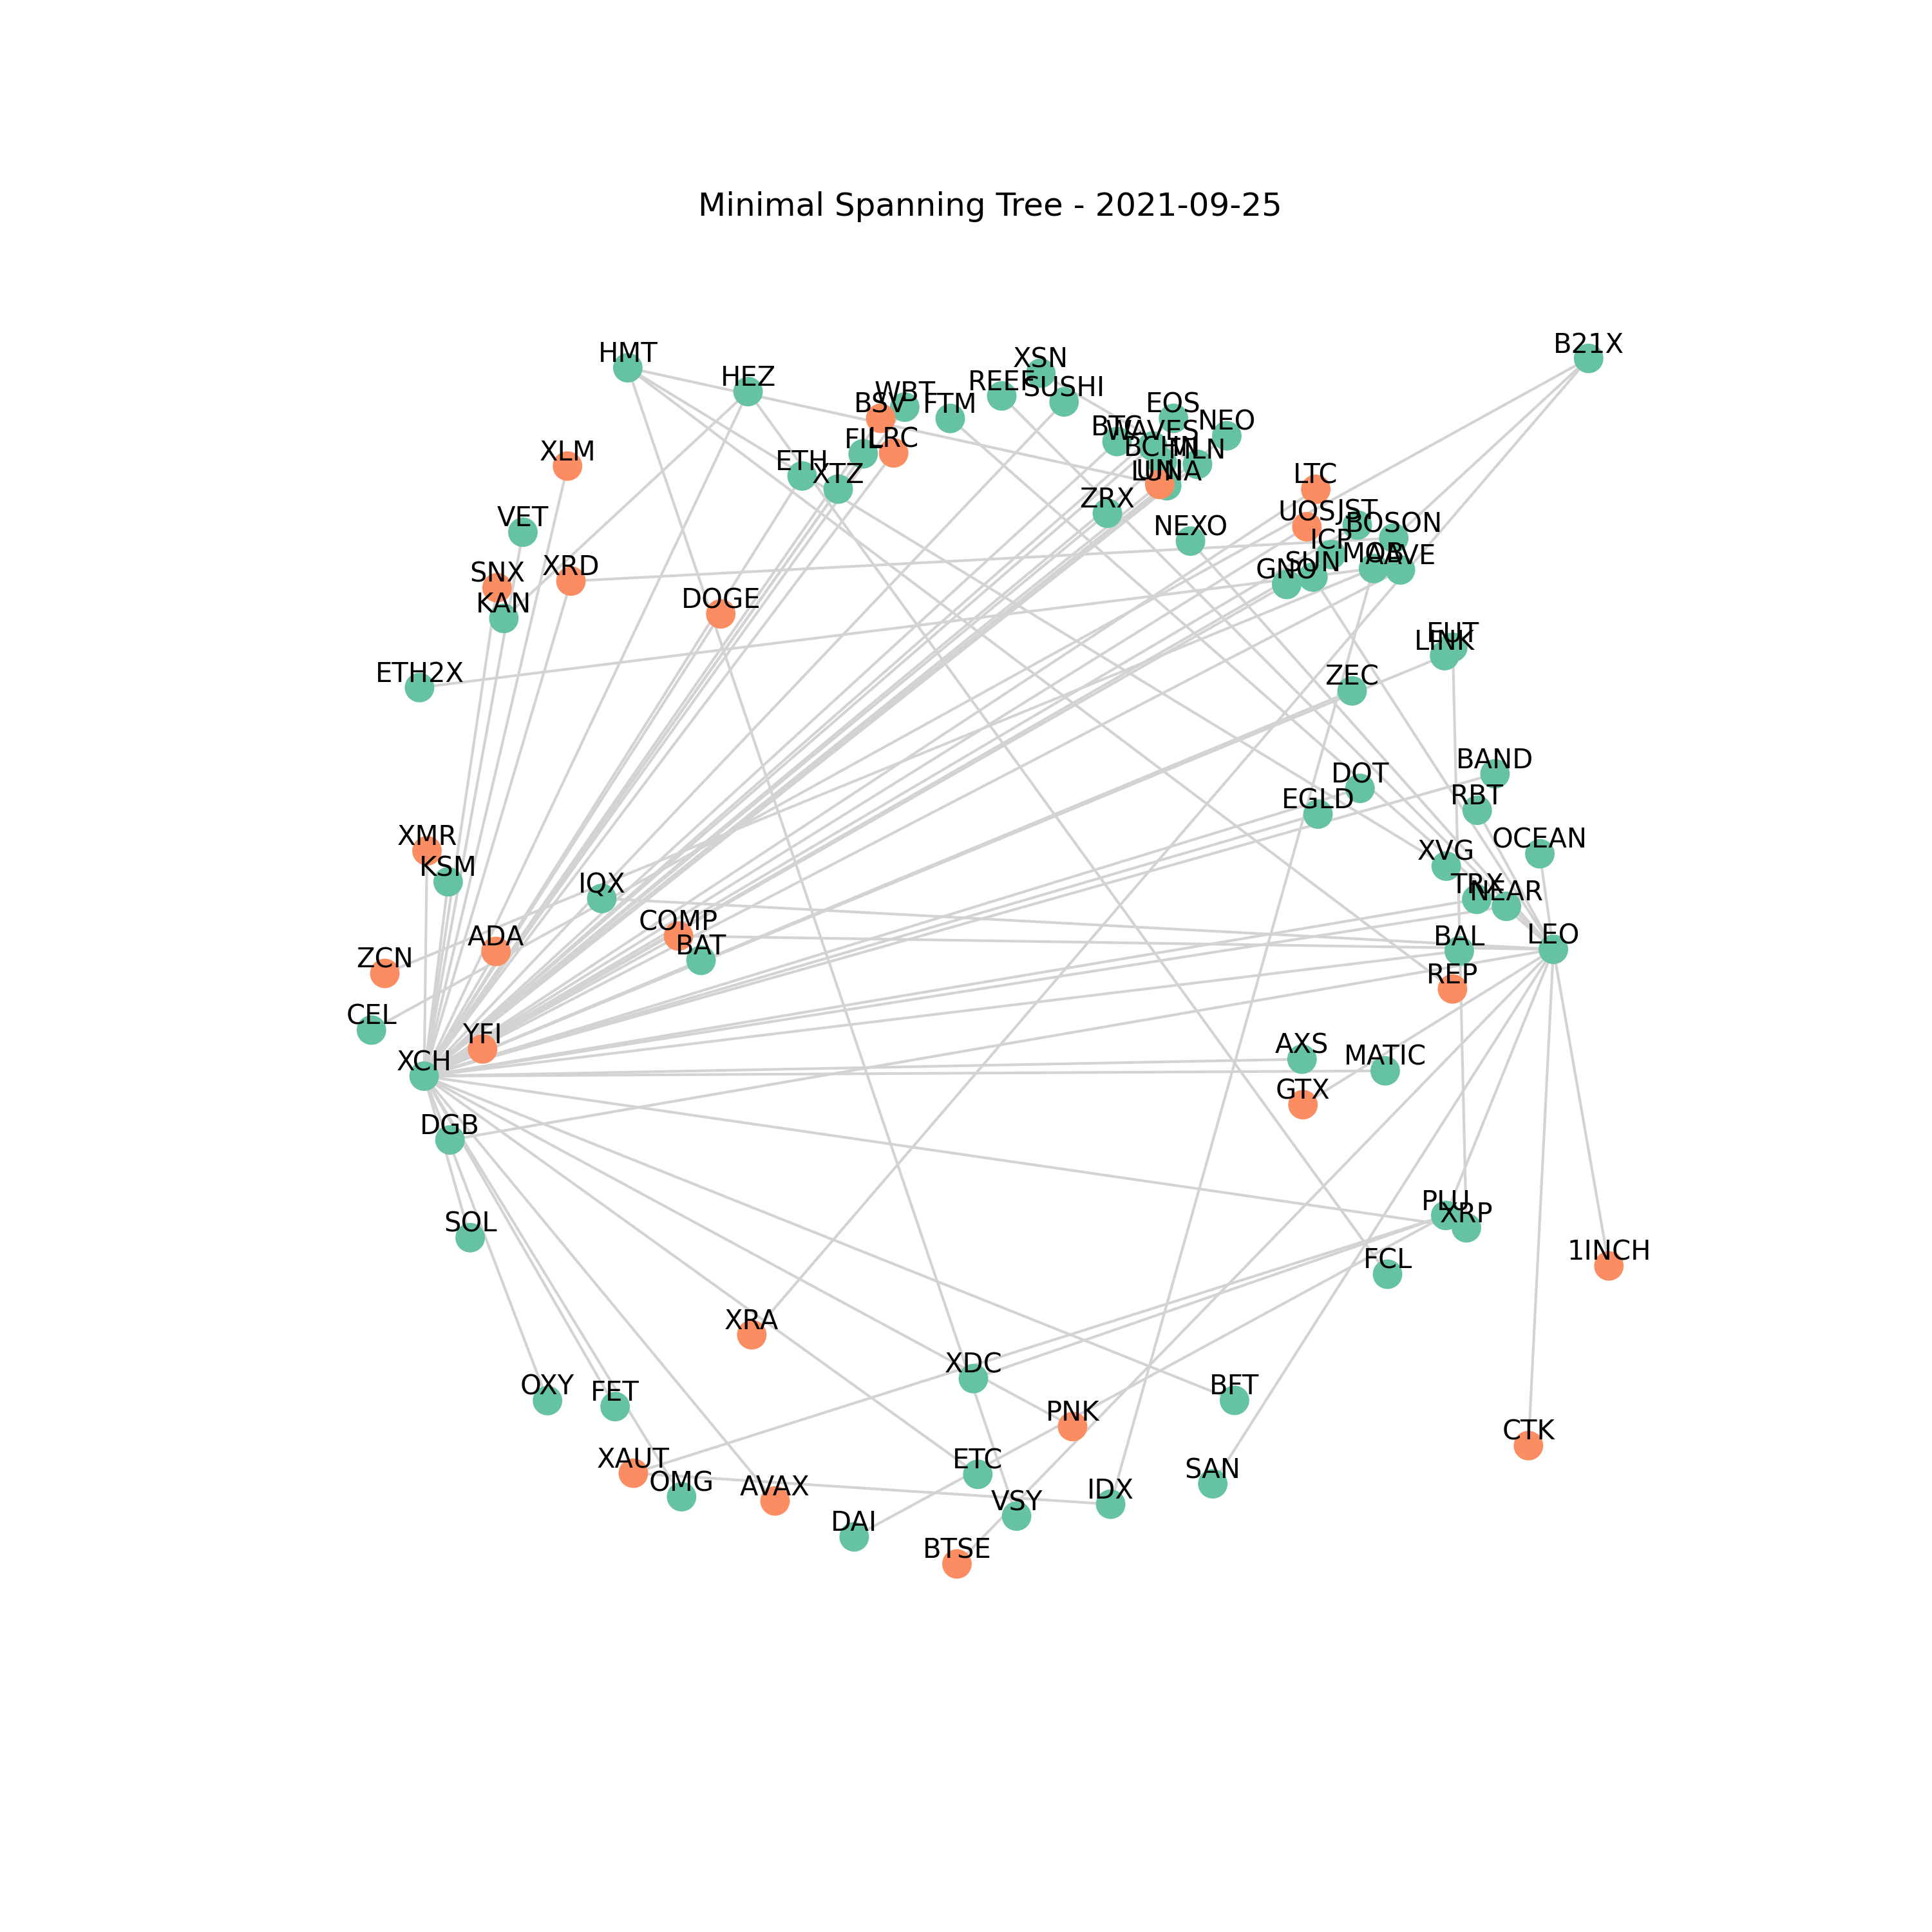 Minimal Spanning Tree - 2021-09-25
B21X
HMT
XSN
HEZ
REEF
SUSHI
WBT
BSV
FTM
EOS
NEO
BTC
WAVES
XLM
FIL
LRC
BCHN
MLN
ETH
XTZ
UNI
LUNA
LTC
ZRX
VET
NEXO
UOS
JST
BOSON
ICP
MOB
AAVE
SUN
GNO
SNX
XRD
KAN
DOGE
FUT
LINK
ETH2X
ZEC
BAND
DOT
RBT
EGLD
XMR
OCEAN
XVG
KSM
IQX
TRX
NEAR
COMP
ADA
BAT
BAL
LEO
ZCN
REP
CEL
YFI
AXS
MATIC
XCH
GTX
DGB
PLU
XRP
SOL
FCL
1INCH
XRA
XDC
OXY
FET
BFT
PNK
CTK
XAUT
ETC
SAN
OMG
AVAX
IDX
VSY
DAI
BTSE